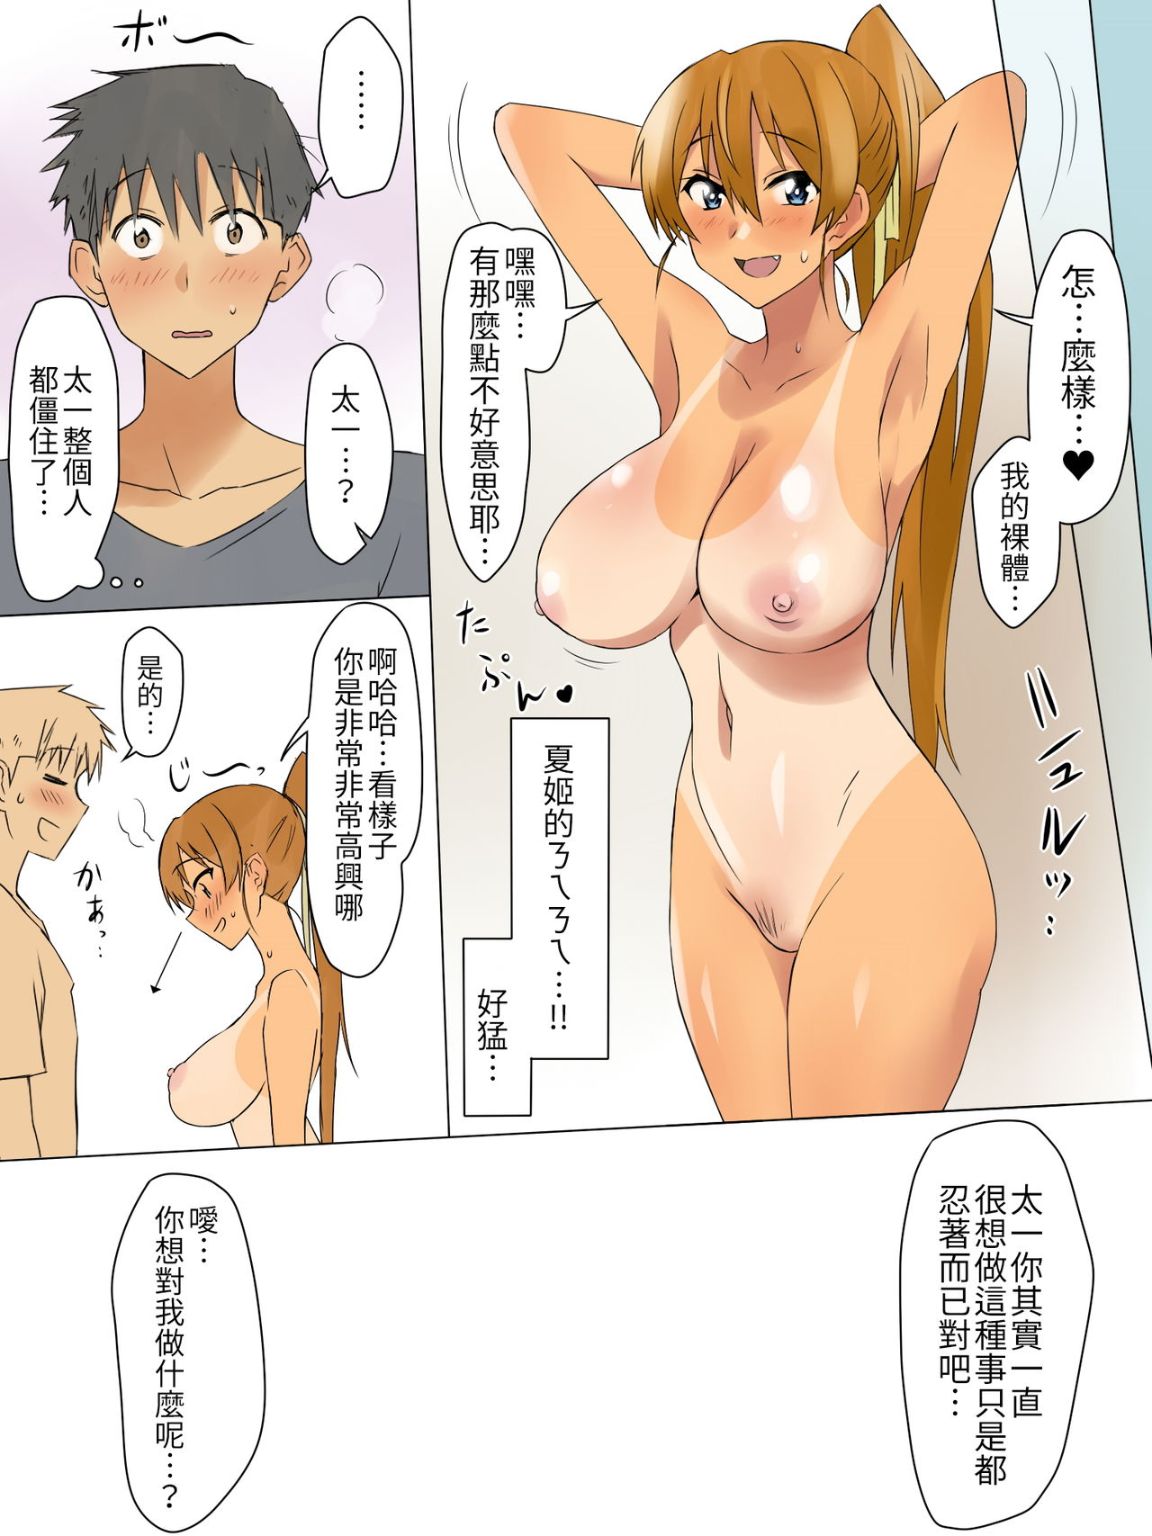 怎…麼樣…♥
我的裸體…
嘿嘿…
有那麼點不好意思耶…
たぷん♥
ニュルッ…
夏姬的ㄋㄟㄋㄟ…!!
好猛…
ボ〜
……
太一…？
太一整個人
都僵住了…
啊哈哈…看樣子
你是非常非常高興哪
じ〜っ
是的…
かあっ…
太一你其實一直
很想做這種事只是都
忍著而已對吧…
噯…
你想對我做什麼呢…？